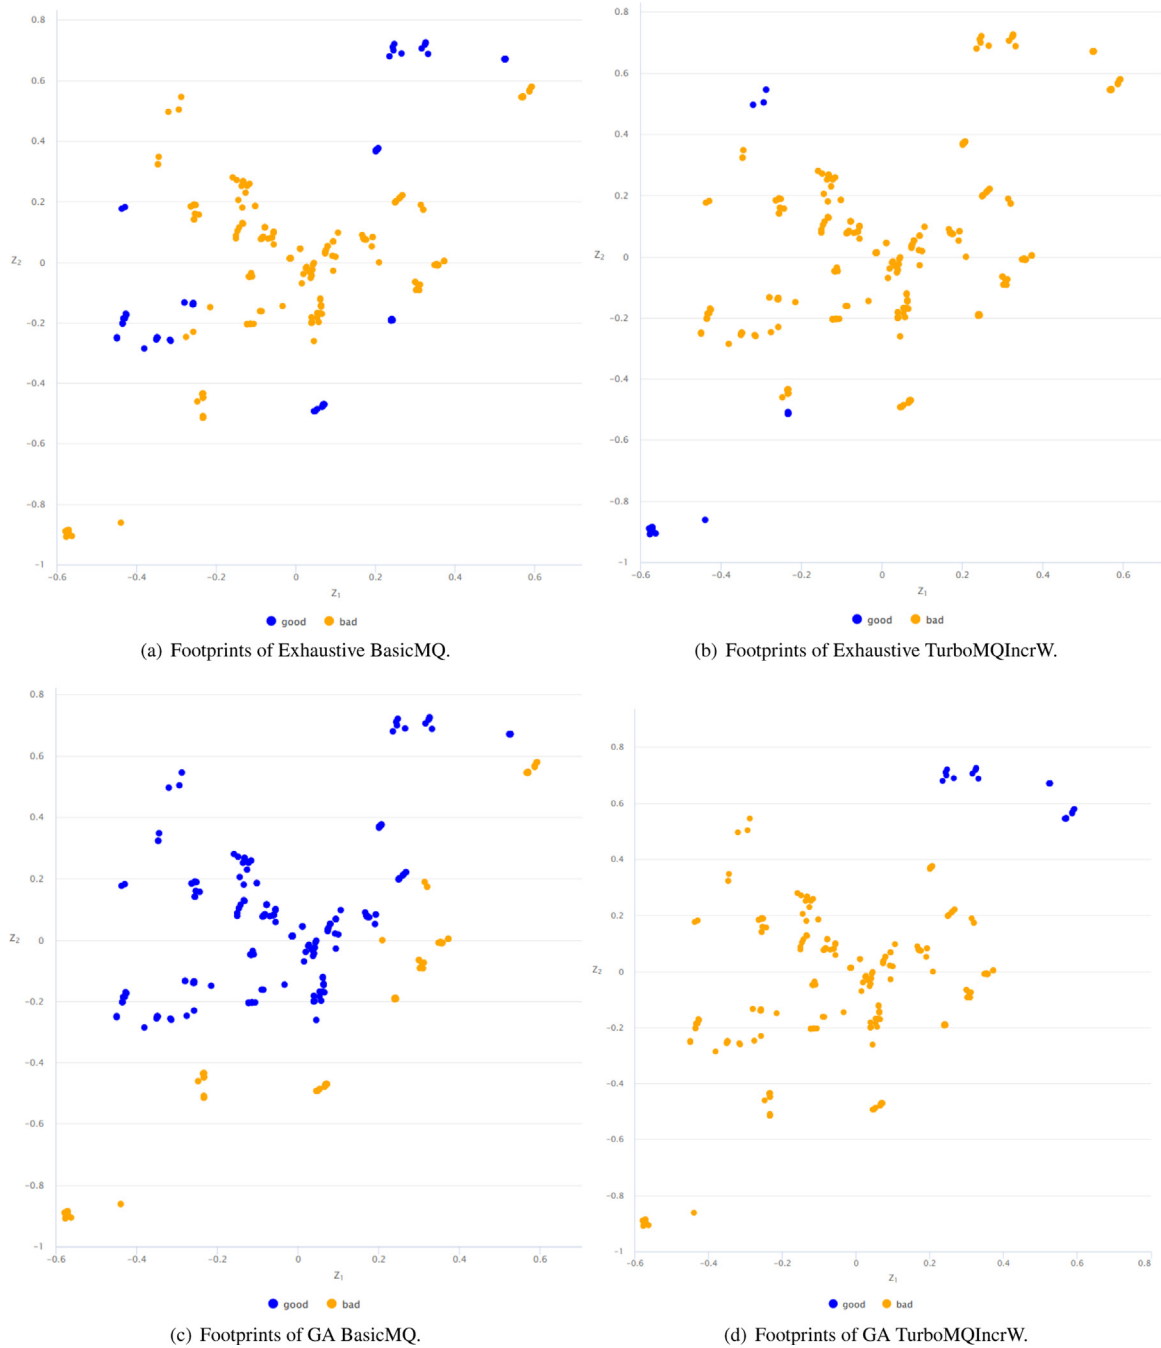 0.8
0.6
0.4
0.2
0
−0.2
−0.4
−0.6
−0.8
−1
Z2
−0.6 −0.4 −0.2 0 0.2 0.4 0.6
Z1
good bad
(a) Footprints of Exhaustive BasicMQ.
0.8
0.6
0.4
0.2
0
−0.2
−0.4
−0.6
−0.8
−1
Z2
−0.6 −0.4 −0.2 0 0.2 0.4 0.6
Z1
good bad
(b) Footprints of Exhaustive TurboMQIncrW.
0.8
0.6
0.4
0.2
0
−0.2
−0.4
−0.6
−0.8
−1
Z2
−0.6 −0.4 −0.2 0 0.2 0.4 0.6
Z1
good bad
(c) Footprints of GA BasicMQ.
0.8
0.6
0.4
0.2
0
−0.2
−0.4
−0.6
−0.8
−1
Z2
−0.6 −0.4 −0.2 0 0.2 0.4 0.6 0.8
Z1
good bad
(d) Footprints of GA TurboMQIncrW.